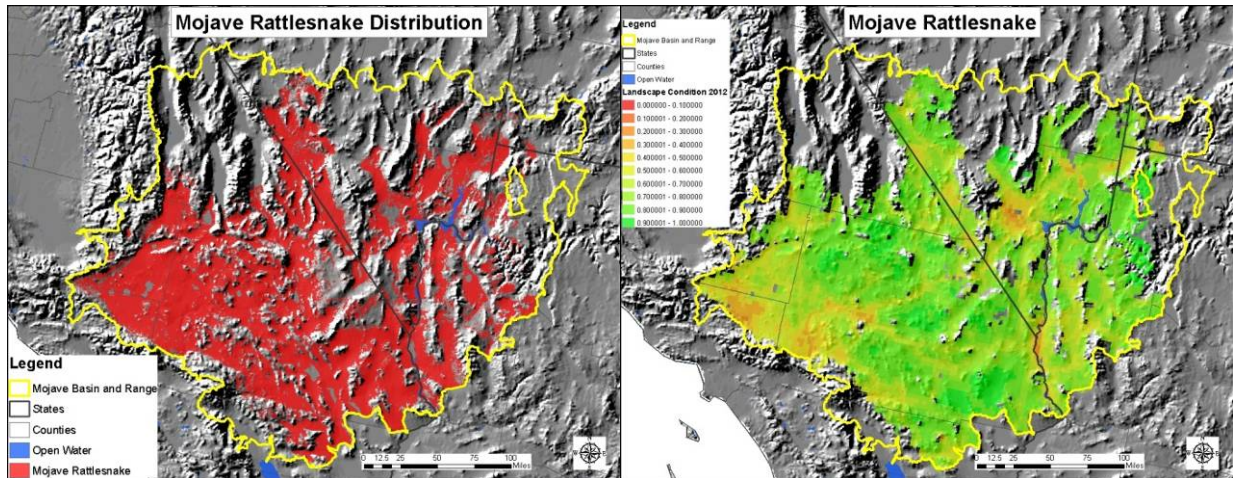 Mojave Rattlesnake Distribution
Legend
Mojave Basin and Range
States
Counties
Open Water
Mojave Rattlesnake
0 12.5 25 50 75 100
Miles
Mojave Rattlesnake
Legend
Mojave Basin and Range
States
Counties
Open Water
Landscape Condition 2012
0.000000 - 0.100000
0.100001 - 0.200000
0.200001 - 0.300000
0.300001 - 0.400000
0.400001 - 0.500000
0.500001 - 0.600000
0.600001 - 0.700000
0.700001 - 0.800000
0.800001 - 0.900000
0.900001 - 1.000000
0 12.5 25 50 75 100
Miles